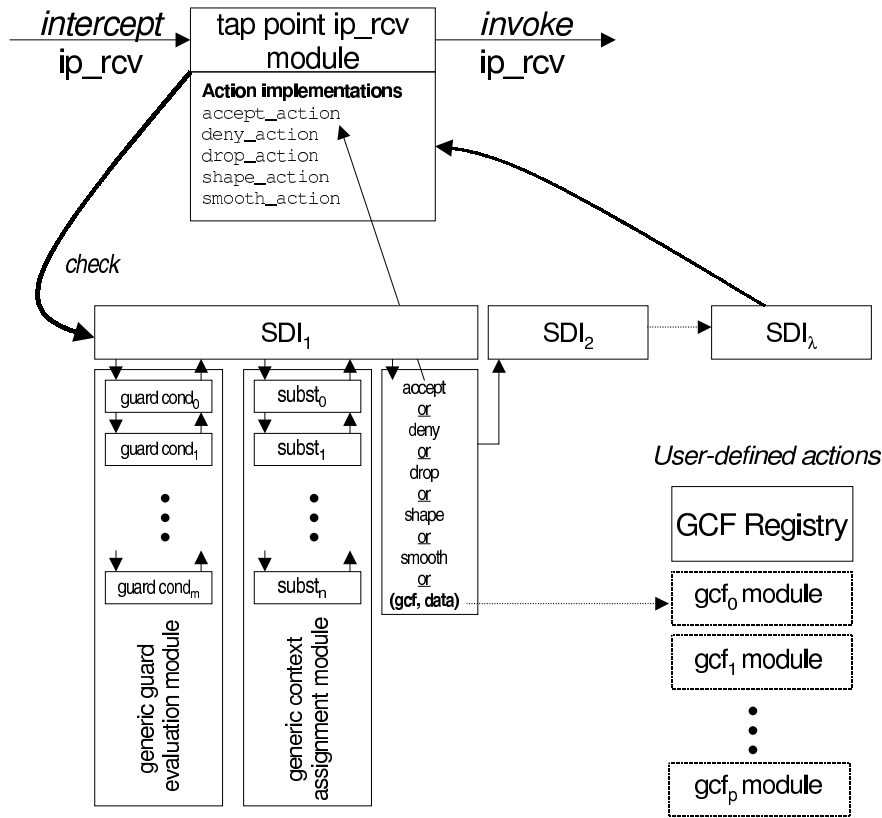 intercept
ip_rcv
tap point ip_rcv
module
invoke
ip_rcv
Action implementations
accept_action
deny_action
drop_action
shape_action
smooth_action
check
SDI₁
SDI₂
SDI_λ
guard cond₀
guard cond₁
guard condₘ
generic guard
evaluation module
subst₀
subst₁
substₙ
generic context
assignment module
accept
or
deny
or
drop
or
shape
or
smooth
or
(gcf, data)
User-defined actions
GCF Registry
gcf₀ module
gcf₁ module
gcfₚ module